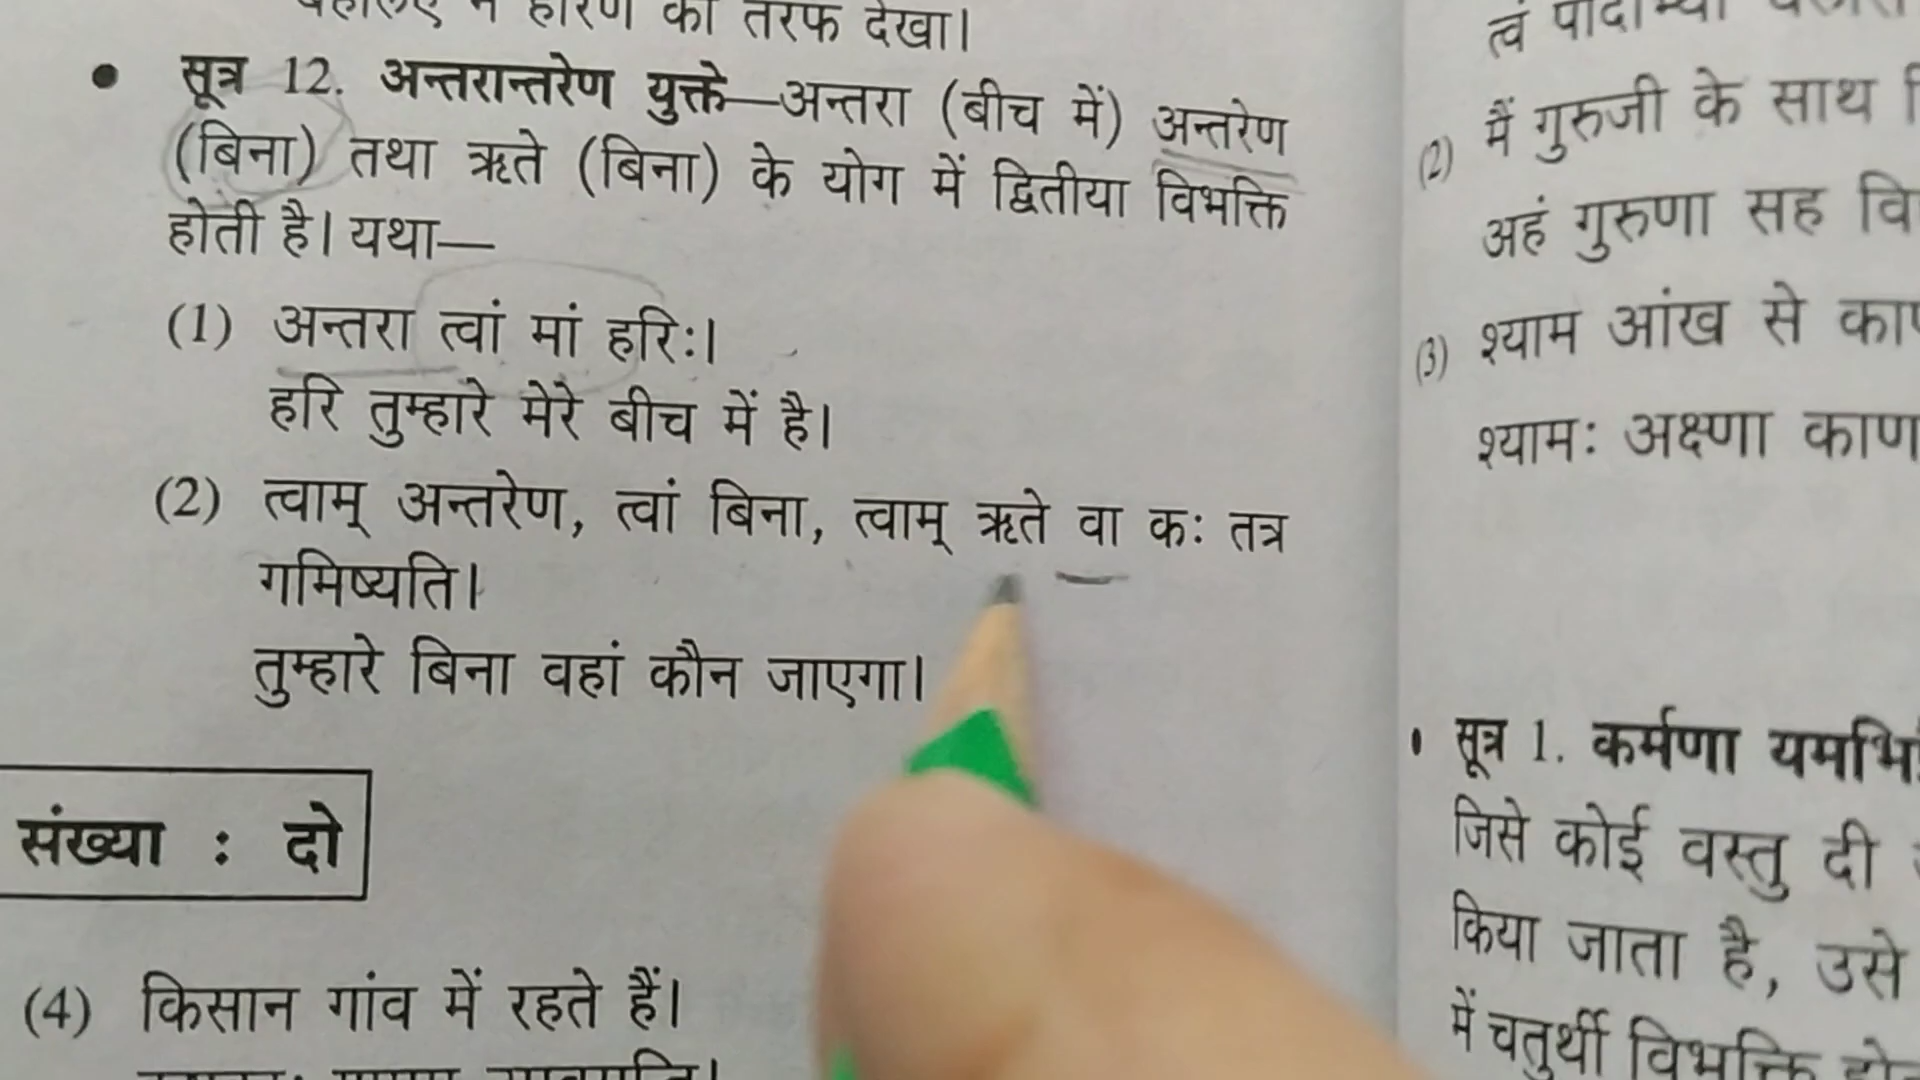 की तरफ देखा।
• सूत्र 12. अन्तरान्तरेण युक्ते—अन्तरा (बीच में) अन्तरेण
(बिना) तथा ऋते (बिना) के योग में द्वितीया विभक्ति
होती है। यथा—
(1) अन्तरा त्वां मां हरिः।
हरि तुम्हारे मेरे बीच में है।
(2) त्वाम् अन्तरेण, त्वां बिना, त्वाम् ऋते वा कः तत्र
गमिष्यति।
तुम्हारे बिना वहां कौन जाएगा।
संख्या : दो
(4) किसान गांव में रहते हैं।
त्वं
(2) मैं गुरुजी के साथ
अहं गुरुणा सह
(3) श्याम आंख से
श्यामः अक्ष्णा
• सूत्र 1. कर्मणा
जिसे कोई वस्तु दी
किया जाता है, उसे
में चतुर्थी विभक्ति